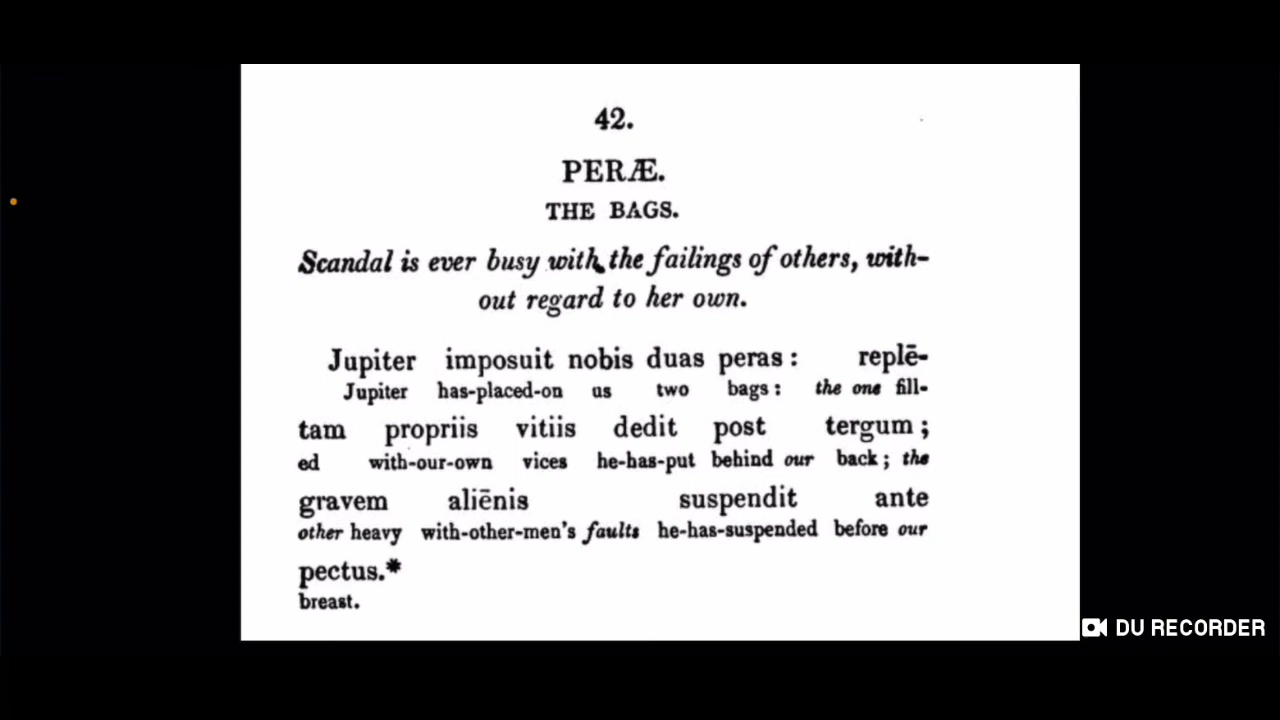 42.
PERÆ.
THE BAGS.
Scandal is ever busy with the failings of others, with-
out regard to her own.
Jupiter imposuit nobis duas peras : replē-
Jupiter has-placed-on us two bags : the one fill-
tam propriis vitiis dedit post tergum ;
ed with-our-own vices he-has-put behind our back ; the
gravem aliēnis suspendit ante
other heavy with-other-men's faults he-has-suspended before our
pectus.*
breast.
DU RECORDER